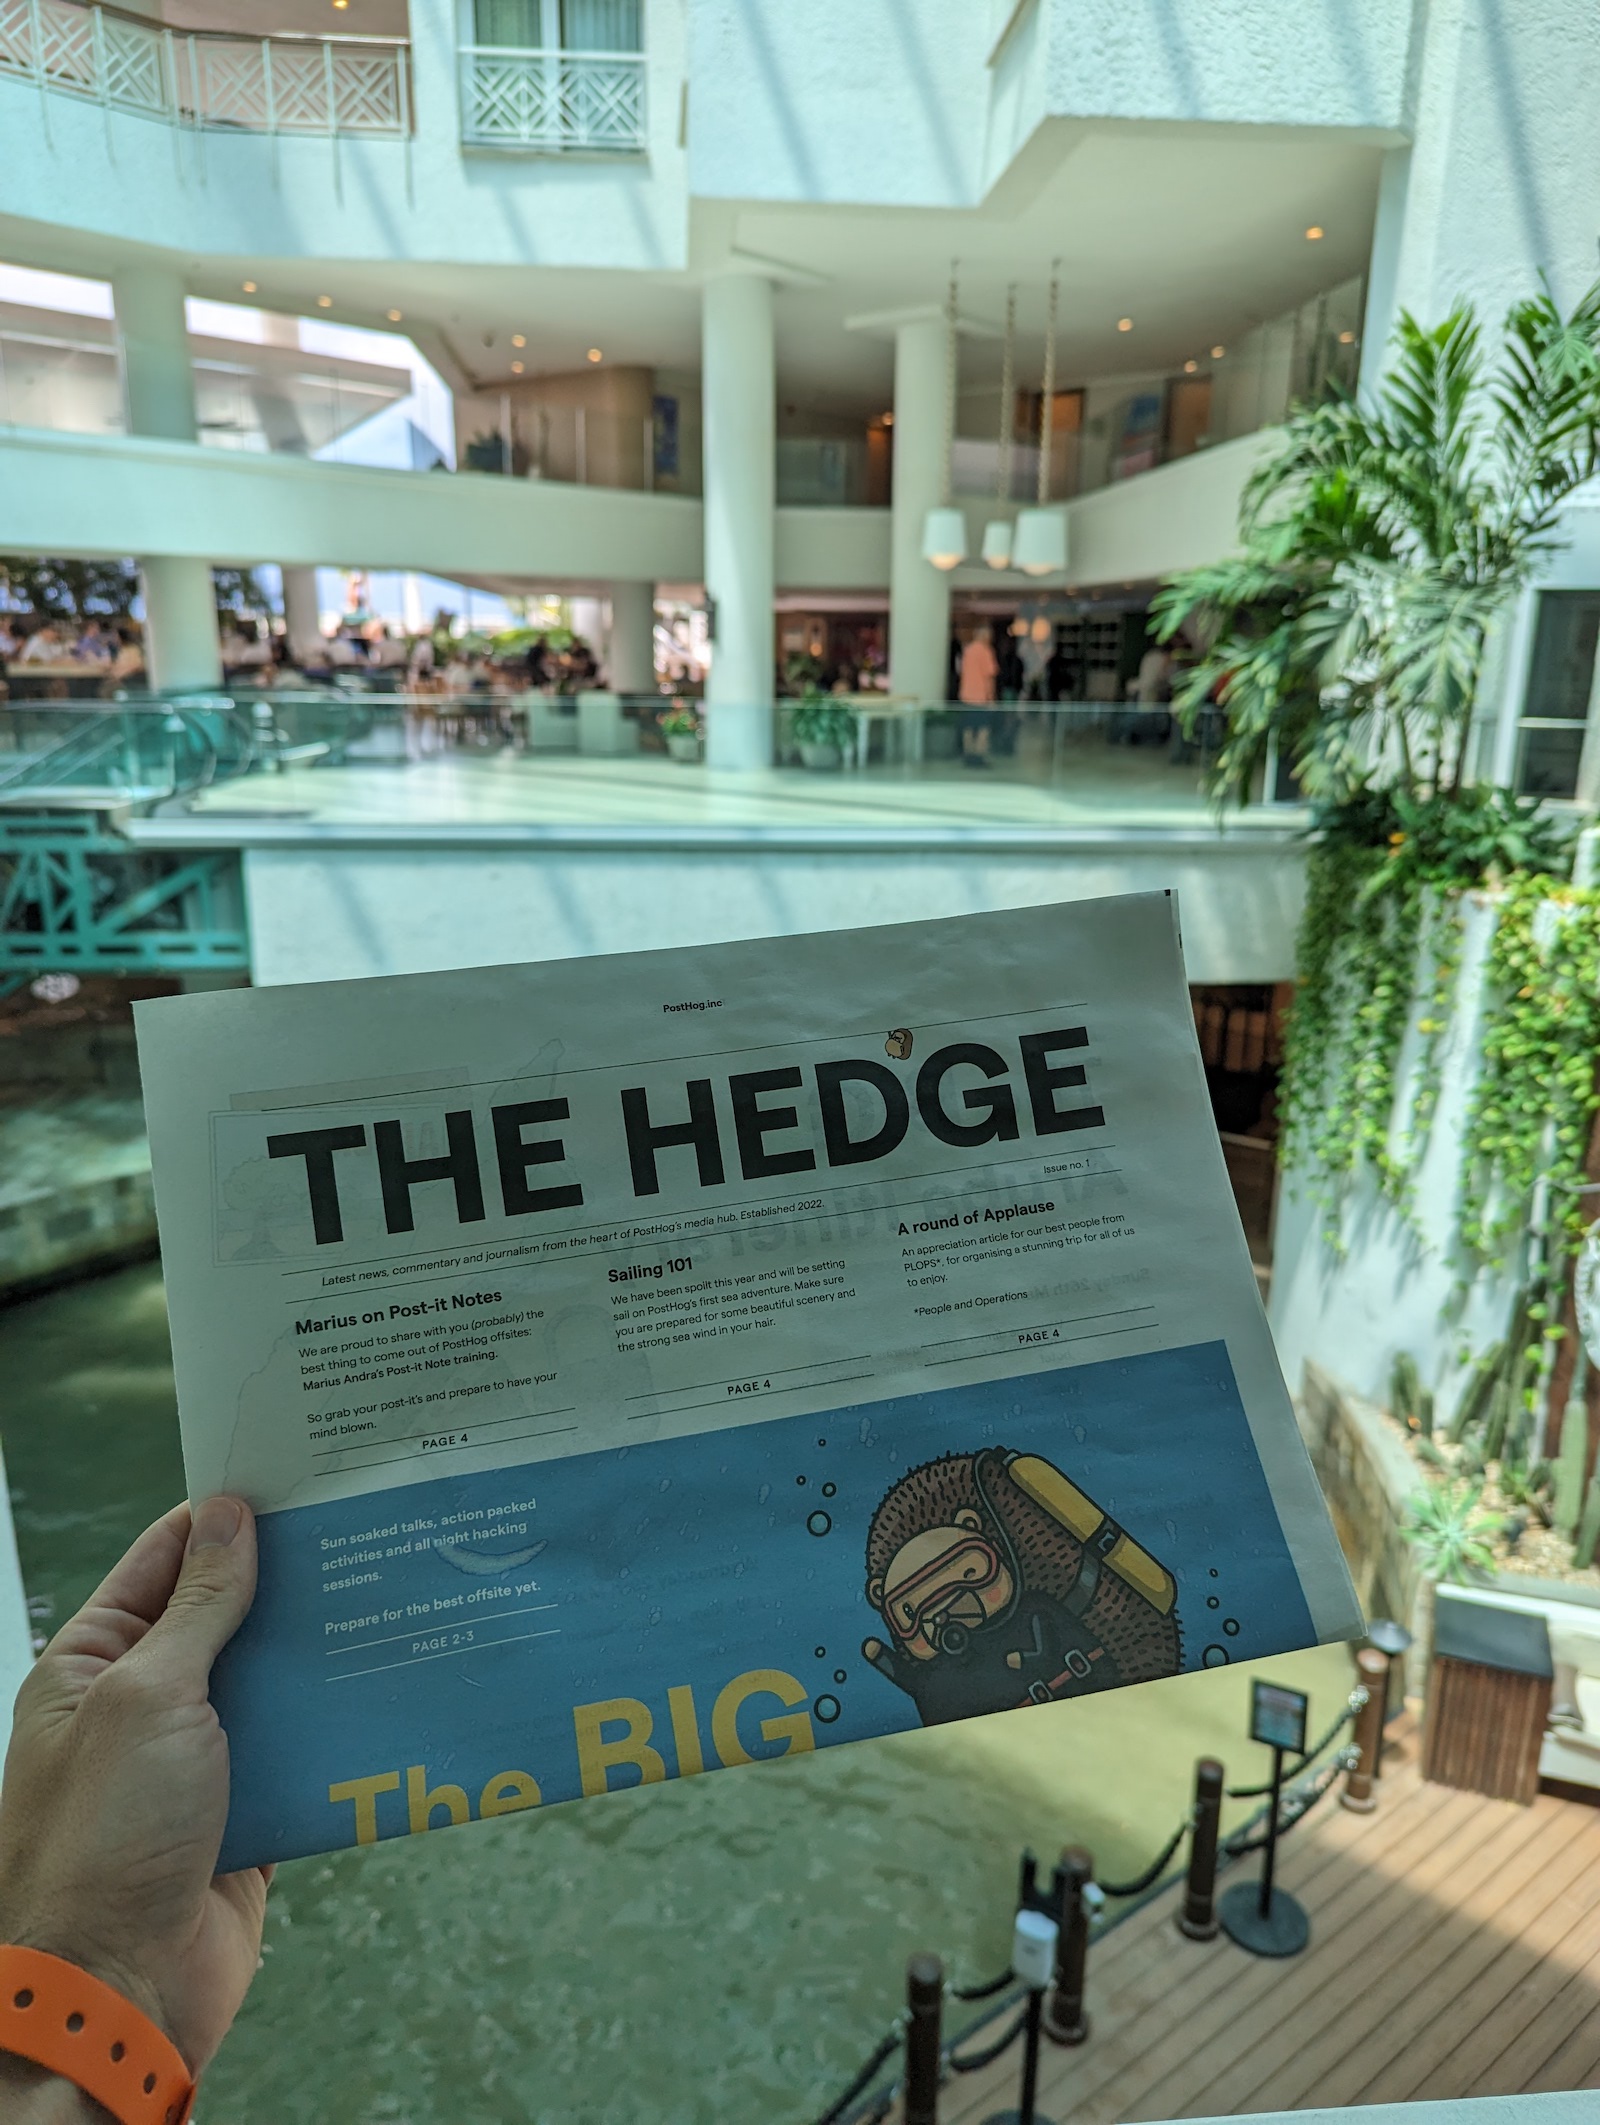 PostHog.inc
THE HEDGE
Issue no. 1
Latest news, commentary and journalism from the heart of PostHog's media hub. Established 2022.
Marius on Post-it Notes
We are proud to share with you (probably) the
best thing to come out of PostHog offsites:
Marius Andra's Post-it Note training.
So grab your post-it's and prepare to have your
mind blown.
PAGE 4
Sailing 101
We have been spoilt this year and will be setting
sail on PostHog's first sea adventure. Make sure
you are prepared for some beautiful scenery and
the strong sea wind in your hair.
PAGE 4
A round of Applause
An appreciation article for our best people from
PLOPS*, for organising a stunning trip for all of us
to enjoy.
*People and Operations
PAGE 4
Sun soaked talks, action packed
activities and all night hacking
sessions.
Prepare for the best offsite yet.
PAGE 2-3
The BIG